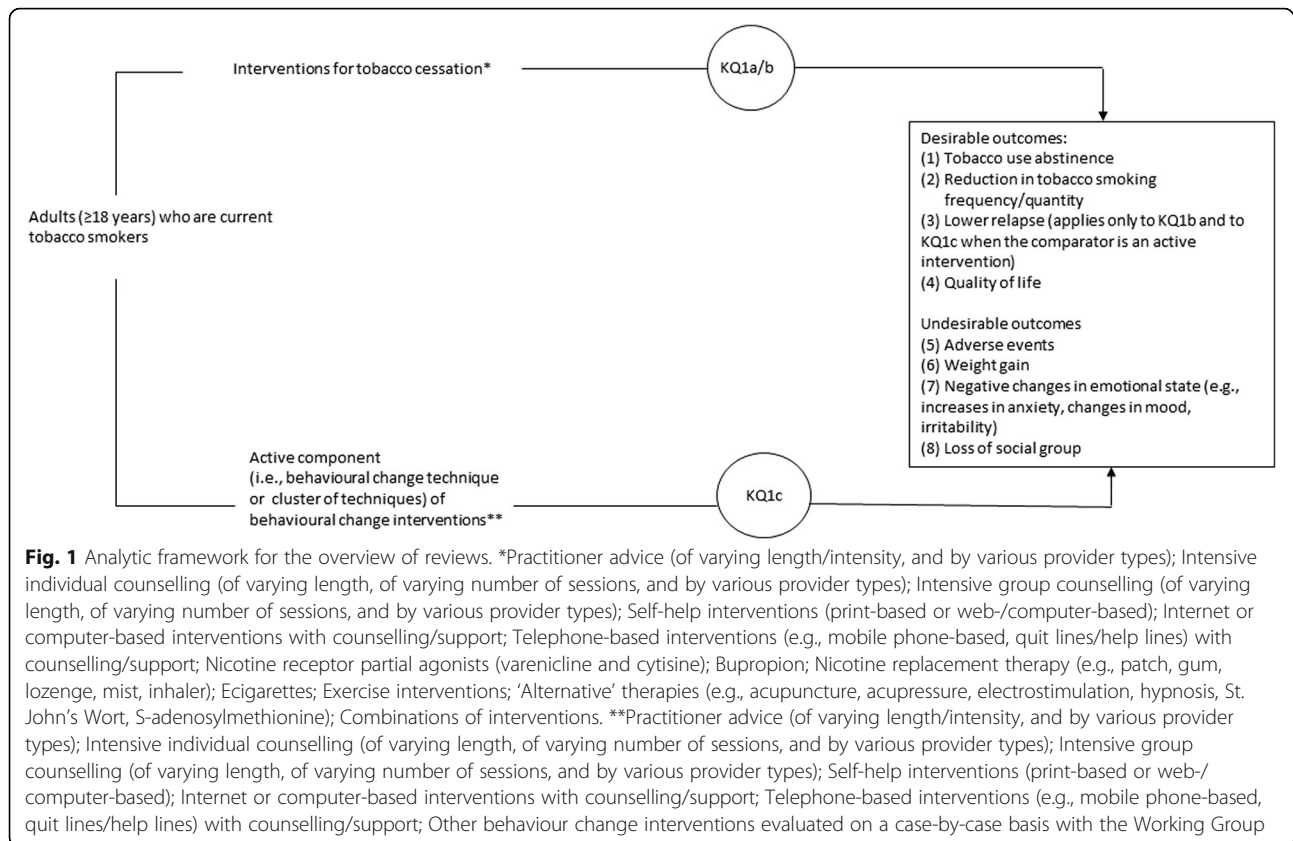 Interventions for tobacco cessation*
KQ1a/b
Desirable outcomes:
(1) Tobacco use abstinence
(2) Reduction in tobacco smoking
frequency/quantity
(3) Lower relapse (applies only to KQ1b and to
KQ1c when the comparator is an active
intervention)
(4) Quality of life
Undesirable outcomes
(5) Adverse events
(6) Weight gain
(7) Negative changes in emotional state (e.g.,
increases in anxiety, changes in mood,
irritability)
(8) Loss of social group
Adults (≥18 years) who are current
tobacco smokers
Active component
(i.e., behavioural change technique
or cluster of techniques) of
behavioural change interventions**
KQ1c
Fig. 1 Analytic framework for the overview of reviews. *Practitioner advice (of varying length/intensity, and by various provider types); Intensive
individual counselling (of varying length, of varying number of sessions, and by various provider types); Intensive group counselling (of varying
length, of varying number of sessions, and by various provider types); Self-help interventions (print-based or web-/computer-based); Internet or
computer-based interventions with counselling/support; Telephone-based interventions (e.g., mobile phone-based, quit lines/help lines) with
counselling/support; Nicotine receptor partial agonists (varenicline and cytisine); Bupropion; Nicotine replacement therapy (e.g., patch, gum,
lozenge, mist, inhaler); Ecigarettes; Exercise interventions; ‘Alternative’ therapies (e.g., acupuncture, acupressure, electrostimulation, hypnosis, St.
John’s Wort, S-adenosylmethionine); Combinations of interventions. **Practitioner advice (of varying length/intensity, and by various provider
types); Intensive individual counselling (of varying length, of varying number of sessions, and by various provider types); Intensive group
counselling (of varying length, of varying number of sessions, and by various provider types); Self-help interventions (print-based or web-/
computer-based); Internet or computer-based interventions with counselling/support; Telephone-based interventions (e.g., mobile phone-based,
quit lines/help lines) with counselling/support; Other behaviour change interventions evaluated on a case-by-case basis with the Working Group